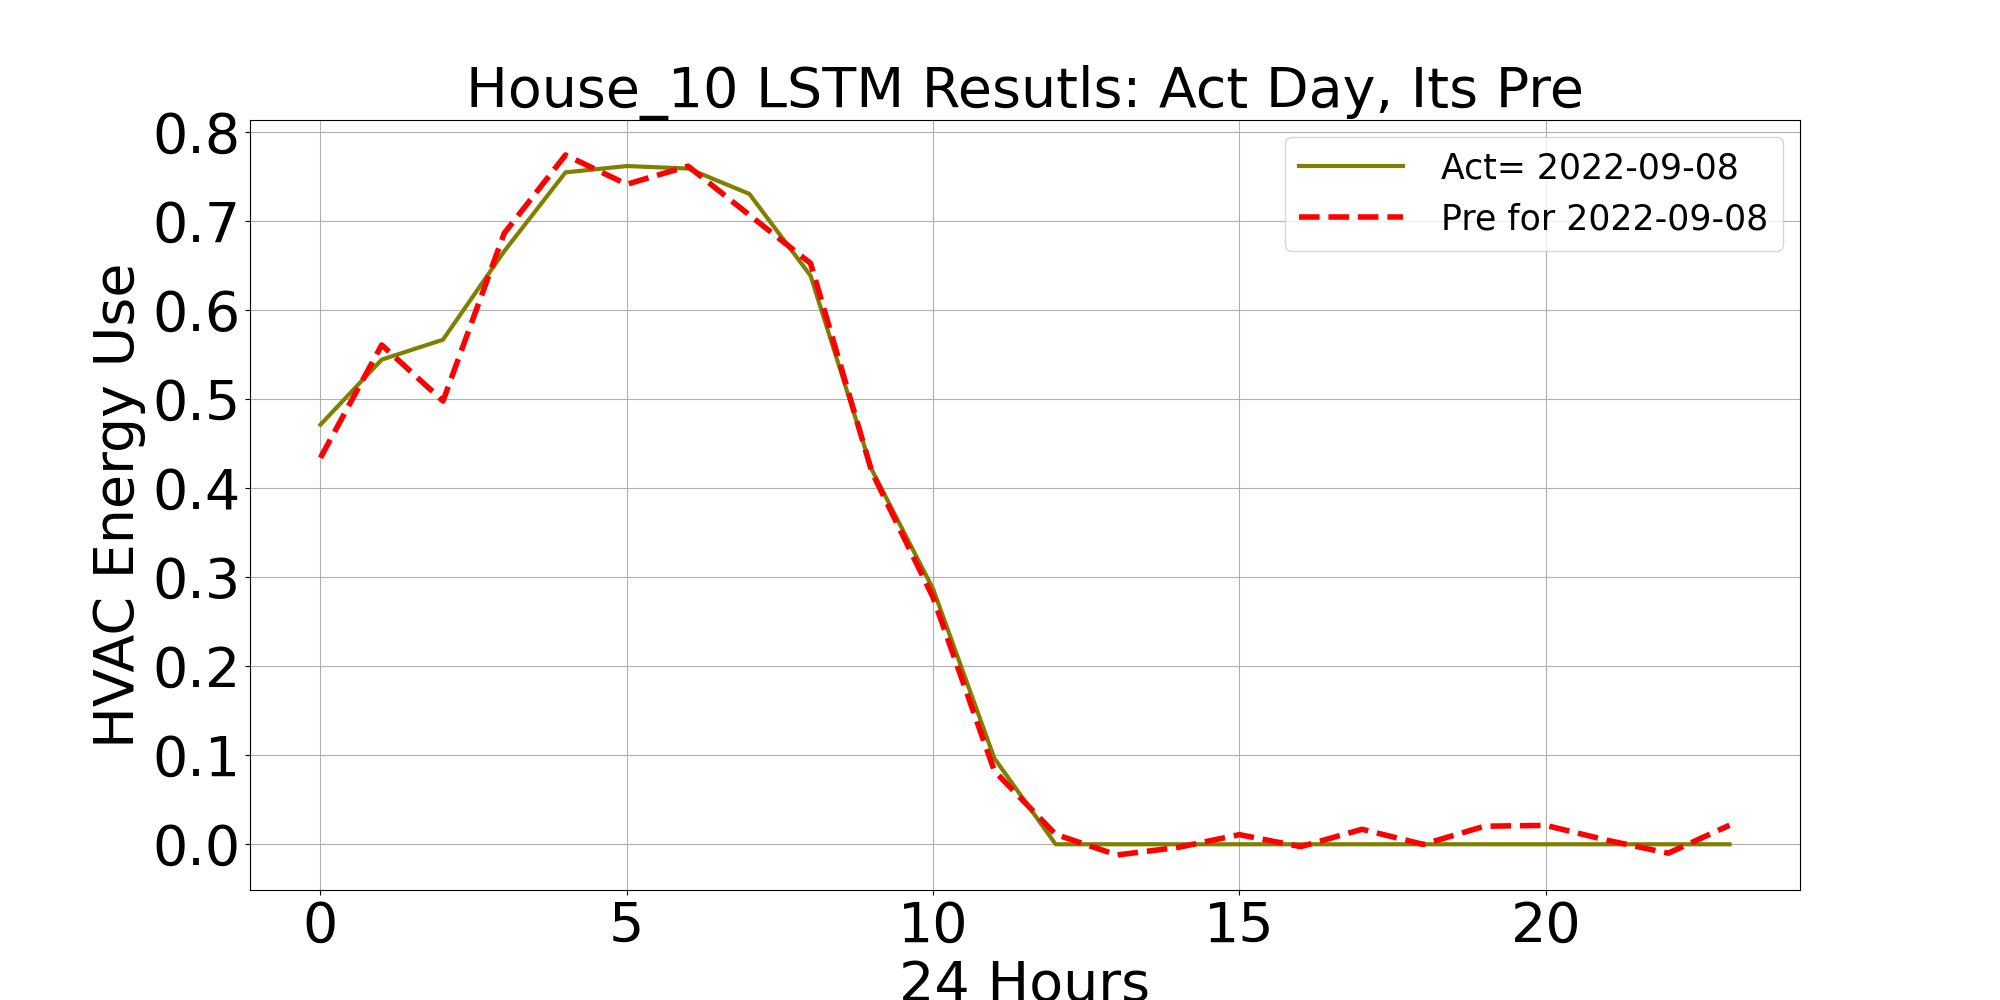 House_10 LSTM Resutls: Act Day, Its Pre
Act= 2022-09-08
Pre for 2022-09-08
HVAC Energy Use
0.8
0.7
0.6
0.5
0.4
0.3
0.2
0.1
0.0
0 5 10 15 20
24 Hours